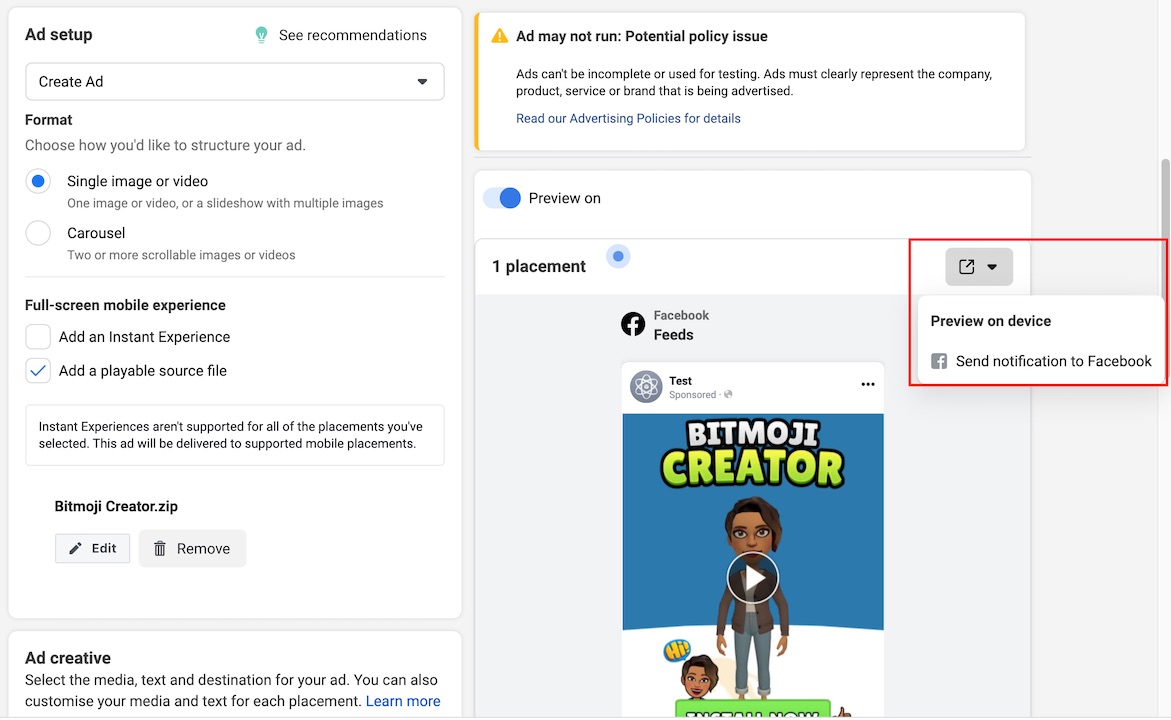 Ad setup
See recommendations
Create Ad
Format
Choose how you'd like to structure your ad.
Single image or video
One image or video, or a slideshow with multiple images
Carousel
Two or more scrollable images or videos
Full-screen mobile experience
Add an Instant Experience
Add a playable source file
Instant Experiences aren't supported for all of the placements you've
selected. This ad will be delivered to supported mobile placements.
Bitmoji Creator.zip
Edit
Remove
Ad creative
Select the media, text and destination for your ad. You can also
customise your media and text for each placement. Learn more
Ad may not run: Potential policy issue
Ads can't be incomplete or used for testing. Ads must clearly represent the company,
product, service or brand that is being advertised.
Read our Advertising Policies for details
Preview on
1 placement
Preview on device
Send notification to Facebook
Facebook
Feeds
Test
Sponsored ·
BITMOJI
CREATOR
Hi!
INSTALL NOW